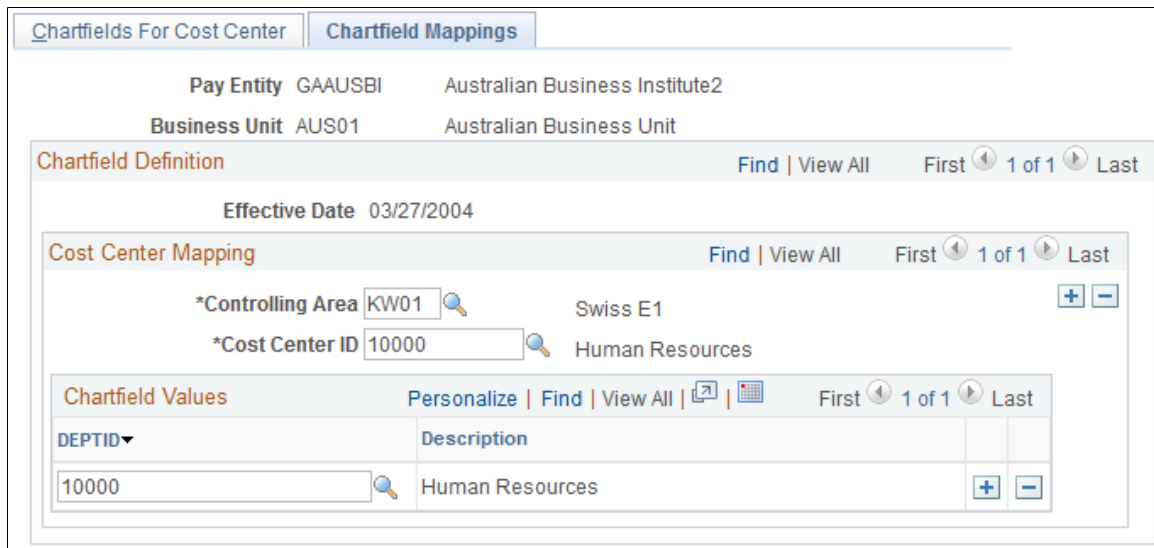 Chartfields For Cost Center Chartfield Mappings
Pay Entity GAAUSBI Australian Business Institute2
Business Unit AUS01 Australian Business Unit
Chartfield Definition Find | View All First 1 of 1 Last
Effective Date 03/27/2004
Cost Center Mapping Find | View All First 1 of 1 Last
*Controlling Area KW01 Swiss E1
*Cost Center ID 10000 Human Resources
Chartfield Values Personalize | Find | View All | | First 1 of 1 Last
DEPTID Description
10000 Human Resources